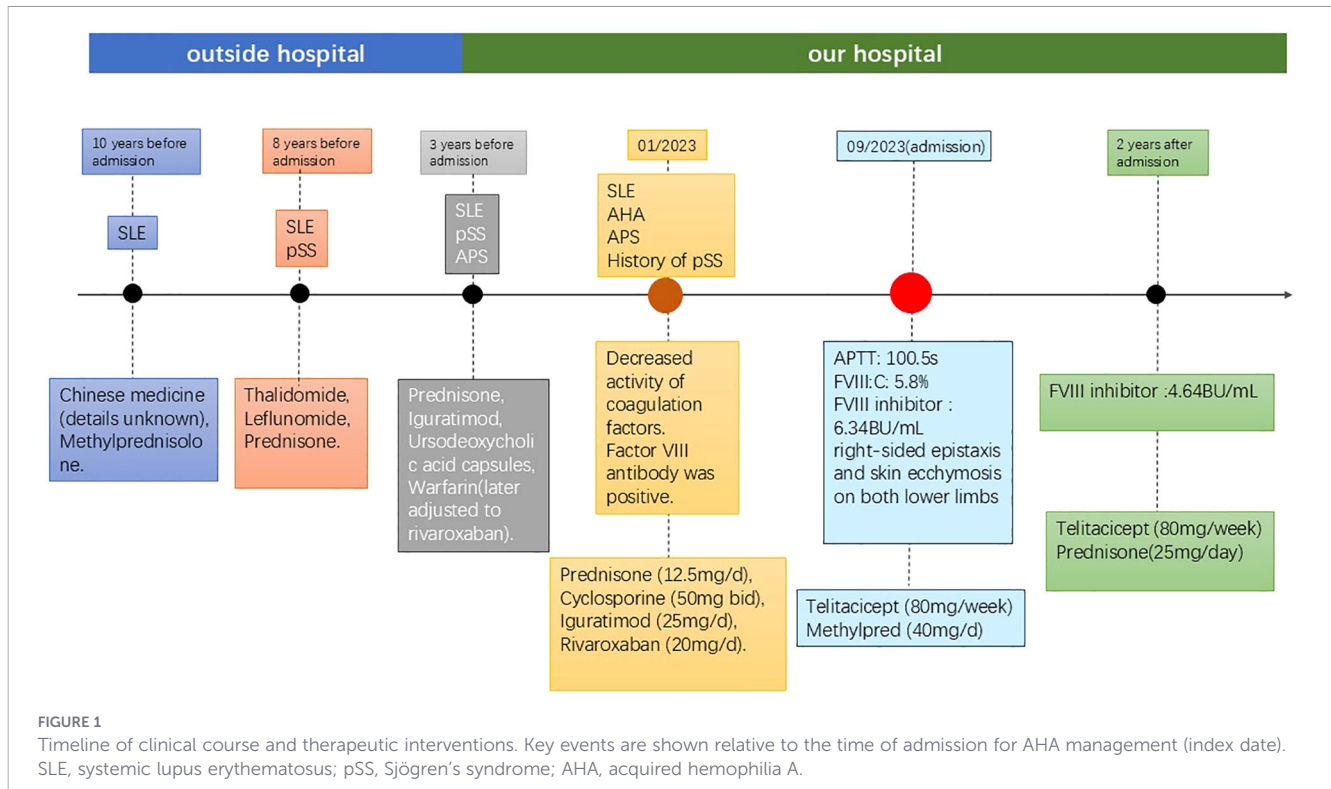 outside hospital
our hospital
10 years before
admission
8 years before
admission
3 years before
admission
01/2023
09/2023(admission)
2 years after
admission
SLE
SLE
pSS
SLE
pSS
APS
SLE
AHA
APS
History of pSS
Chinese medicine
(details unknown),
Methylprednisolo
ne.
Thalidomide,
Leflunomide,
Prednisone.
Prednisone,
Iguratimod,
Ursodeoxycholi
c acid capsules,
Warfarin(later
adjusted to
rivaroxaban).
Decreased
activity of
coagulation
factors.
Factor VIII
antibody was
positive.
Prednisone (12.5mg/d),
Cyclosporine (50mg bid),
Iguratimod (25mg/d),
Rivaroxaban (20mg/d).
APTT: 100.5s
FVIII:C: 5.8%
FVIII inhibitor :
6.34BU/mL
right-sided epistaxis
and skin ecchymosis
on both lower limbs
Telitacicept (80mg/week)
Methylpred (40mg/d)
FVIII inhibitor :4.64BU/mL
Telitacicept (80mg/week)
Prednisone(25mg/day)
FIGURE 1
Timeline of clinical course and therapeutic interventions. Key events are shown relative to the time of admission for AHA management (index date).
SLE, systemic lupus erythematosus; pSS, Sjögren's syndrome; AHA, acquired hemophilia A.